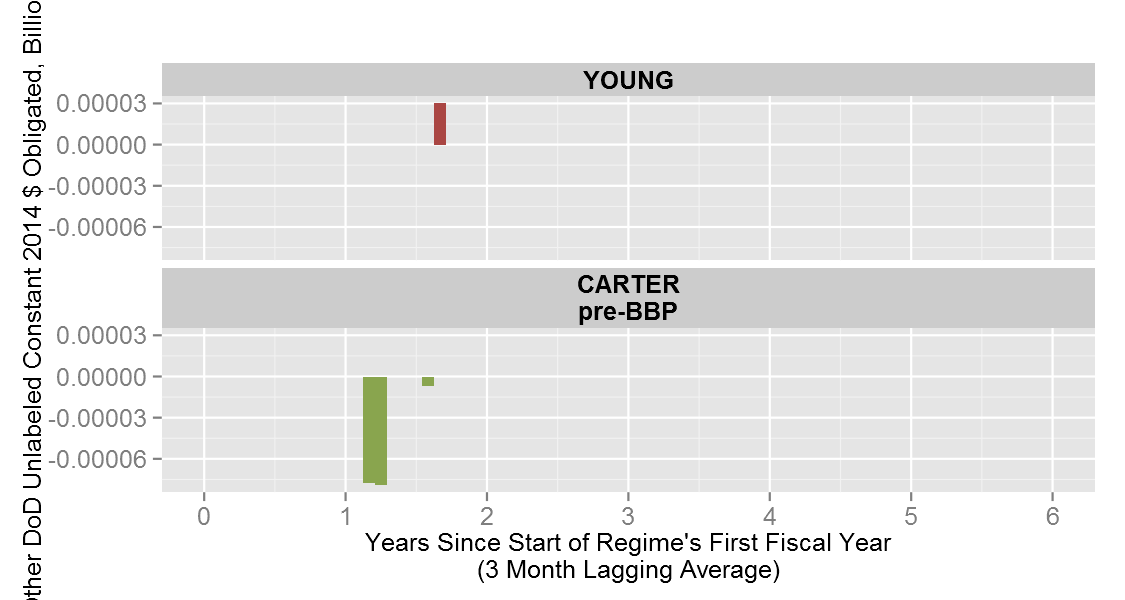 YOUNG
0.00003
0.00000
-0.00003
-0.00006
CARTER
pre-BBP
0.00003
0.00000
-0.00003
-0.00006
0 1 2 3 4 5 6
Years Since Start of Regime's First Fiscal Year
(3 Month Lagging Average)
DoD Unlabeled Constant 2014 $ Obligated,